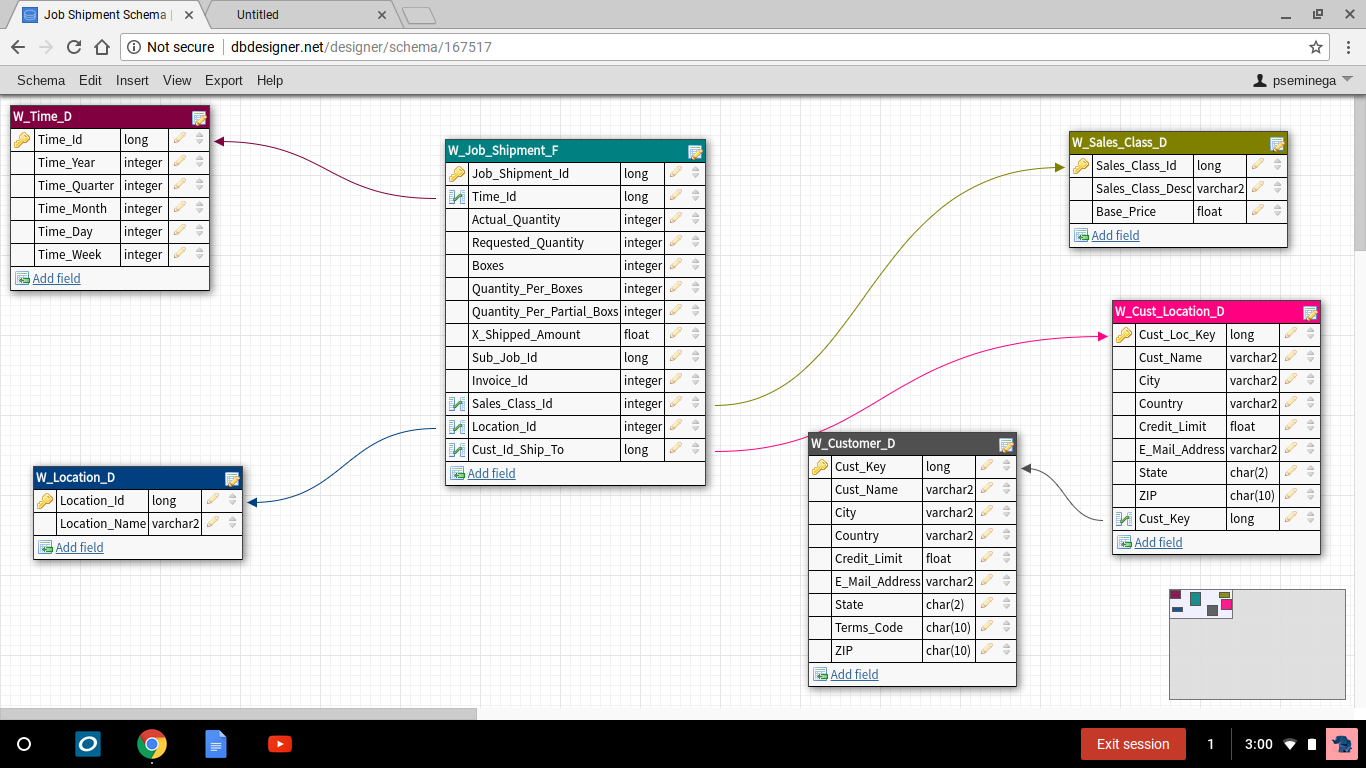 Job Shipment Schema
Untitled
Not secure
dbdesigner.net/designer/schema/167517
Schema Edit Insert View Export Help
pseminega
W_Time_D
Time_Id long
Time_Year integer
Time_Quarter integer
Time_Month integer
Time_Day integer
Time_Week integer
Add field
W_Job_Shipment_F
Job_Shipment_Id long
Time_Id long
Actual_Quantity integer
Requested_Quantity integer
Boxes integer
Quantity_Per_Boxes integer
Quantity_Per_Partial_Boxs integer
X_Shipped_Amount float
Sub_Job_Id long
Invoice_Id integer
Sales_Class_Id integer
Location_Id integer
Cust_Id_Ship_To long
Add field
W_Sales_Class_D
Sales_Class_Id long
Sales_Class_Desc varchar2
Base_Price float
Add field
W_Cust_Location_D
Cust_Loc_Key long
Cust_Name varchar2
City varchar2
Country varchar2
Credit_Limit float
E_Mail_Address varchar2
State char(2)
ZIP char(10)
Cust_Key long
Add field
W_Location_D
Location_Id long
Location_Name varchar2
Add field
W_Customer_D
Cust_Key long
Cust_Name varchar2
City varchar2
Country varchar2
Credit_Limit float
E_Mail_Address varchar2
State char(2)
Terms_Code char(10)
ZIP char(10)
Add field
Exit session
1
3:00